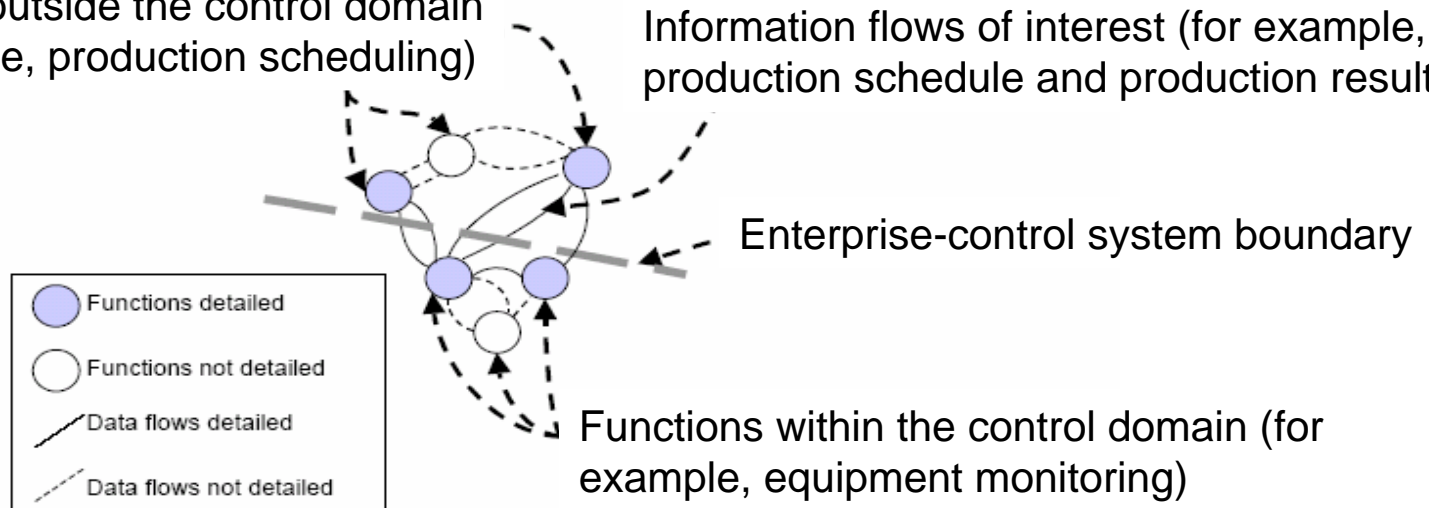 outside the control domain
e, production scheduling)
Information flows of interest (for example,
production schedule and production result
Enterprise-control system boundary
Functions detailed
Functions not detailed
Data flows detailed
Data flows not detailed
Functions within the control domain (for
example, equipment monitoring)